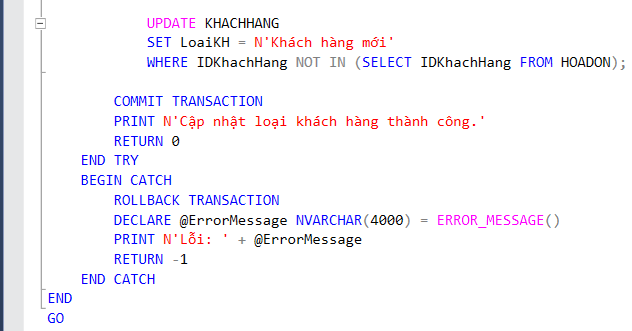 UPDATE KHACHHANG
SET LoaiKH = N'Khách hàng mới'
WHERE IDKhachHang NOT IN (SELECT IDKhachHang FROM HOADON);
COMMIT TRANSACTION
PRINT N'Cập nhật loại khách hàng thành công.'
RETURN 0
END TRY
BEGIN CATCH
ROLLBACK TRANSACTION
DECLARE @ErrorMessage NVARCHAR(4000) = ERROR_MESSAGE()
PRINT N'Lỗi: ' + @ErrorMessage
RETURN -1
END CATCH
END
GO